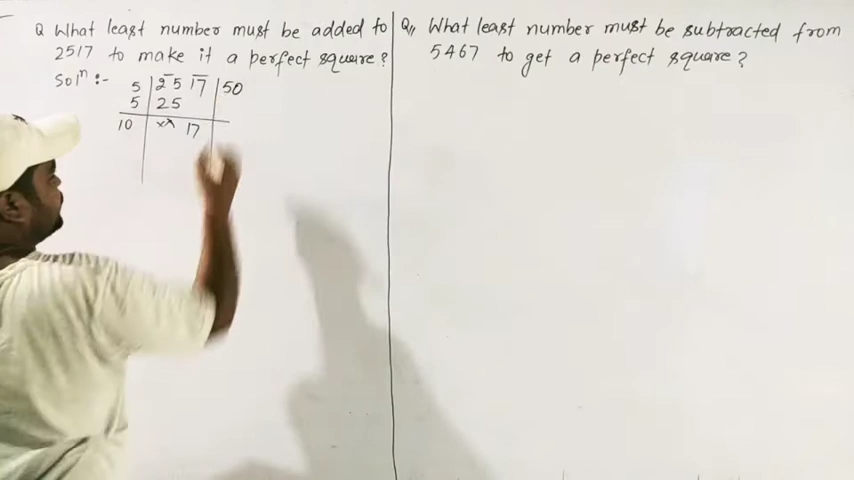 Q What least number must be added to
2517 to make it a perfect square?
Solⁿ :-
5 25 17 50
5 25
10 xx 17
Q,, What least number must be subtracted from
5467 to get a perfect square?